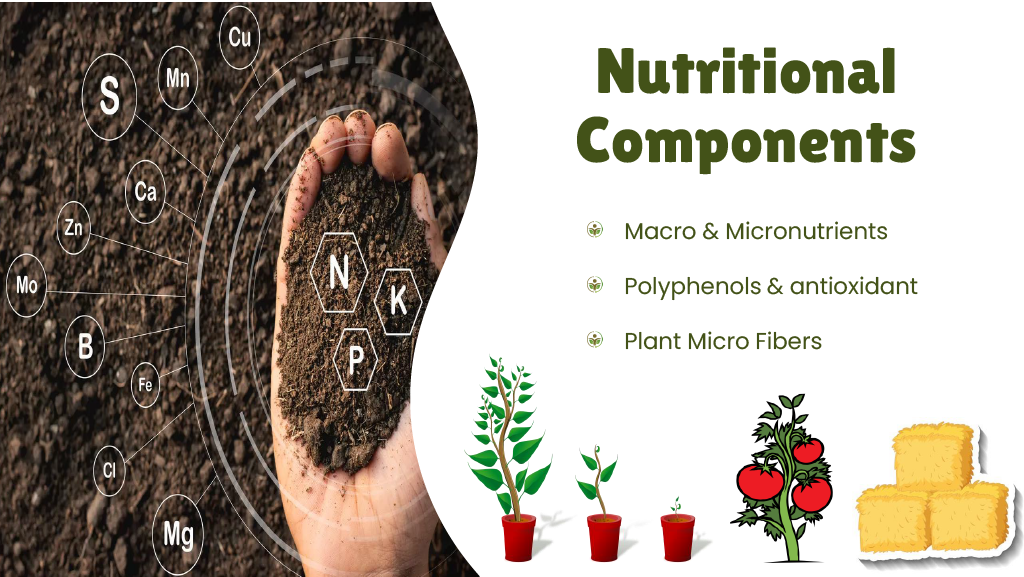 Cu
Mn
S
Ca
Zn
Mo
B
Fe
Cl
Mg
N
K
P
Nutritional
Components
Macro & Micronutrients
Polyphenols & antioxidant
Plant Micro Fibers